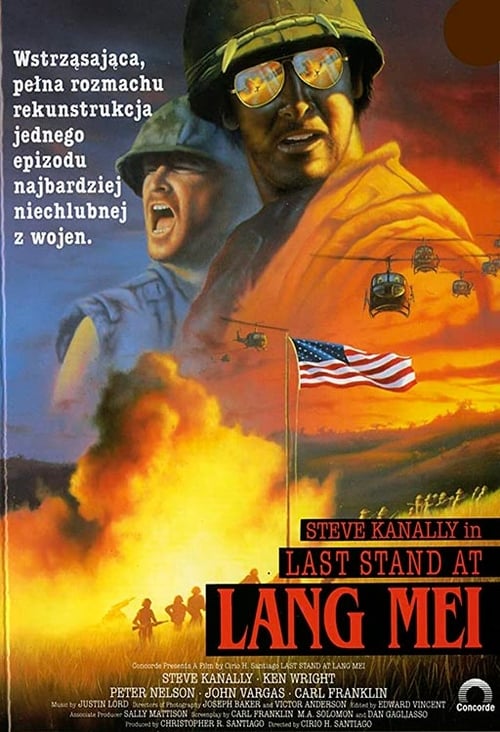 Wstrząsająca,
pełna rozmachu
rekonstrukcja
jednego
epizodu
najbardziej
niechlubnej
z wojen.
STEVE KANALLY in
LAST STAND AT
LANG MEI
Concorde Presents A Film by Cirio H. Santiago LAST STAND AT LANG MEI
STEVE KANALLY · KEN WRIGHT
PETER NELSON · JOHN VARGAS · CARL FRANKLIN
Music by JUSTIN LORD Directors of Photography JOSEPH BAKER and VICTOR ANDERSON Edited by EDWARD VINCENT
Associate Producer SALLY MATTISON Screenplay by CARL FRANKLIN M.A. SOLOMON and DAN GAGLIASSO
Produced by CHRISTOPHER R. SANTIAGO Directed by CIRIO H. SANTIAGO
Concorde